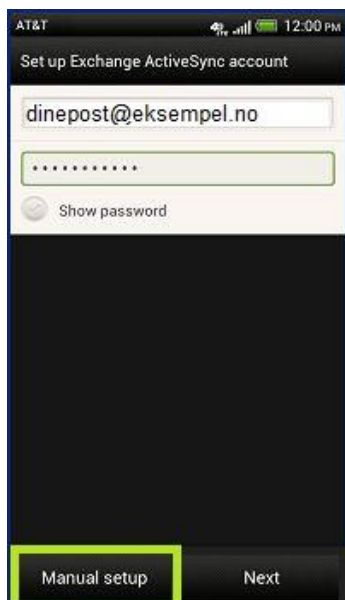 AT&T 12:00 PM
Set up Exchange ActiveSync account
dinepost@eksempel.no
...........
Show password
Manual setup Next